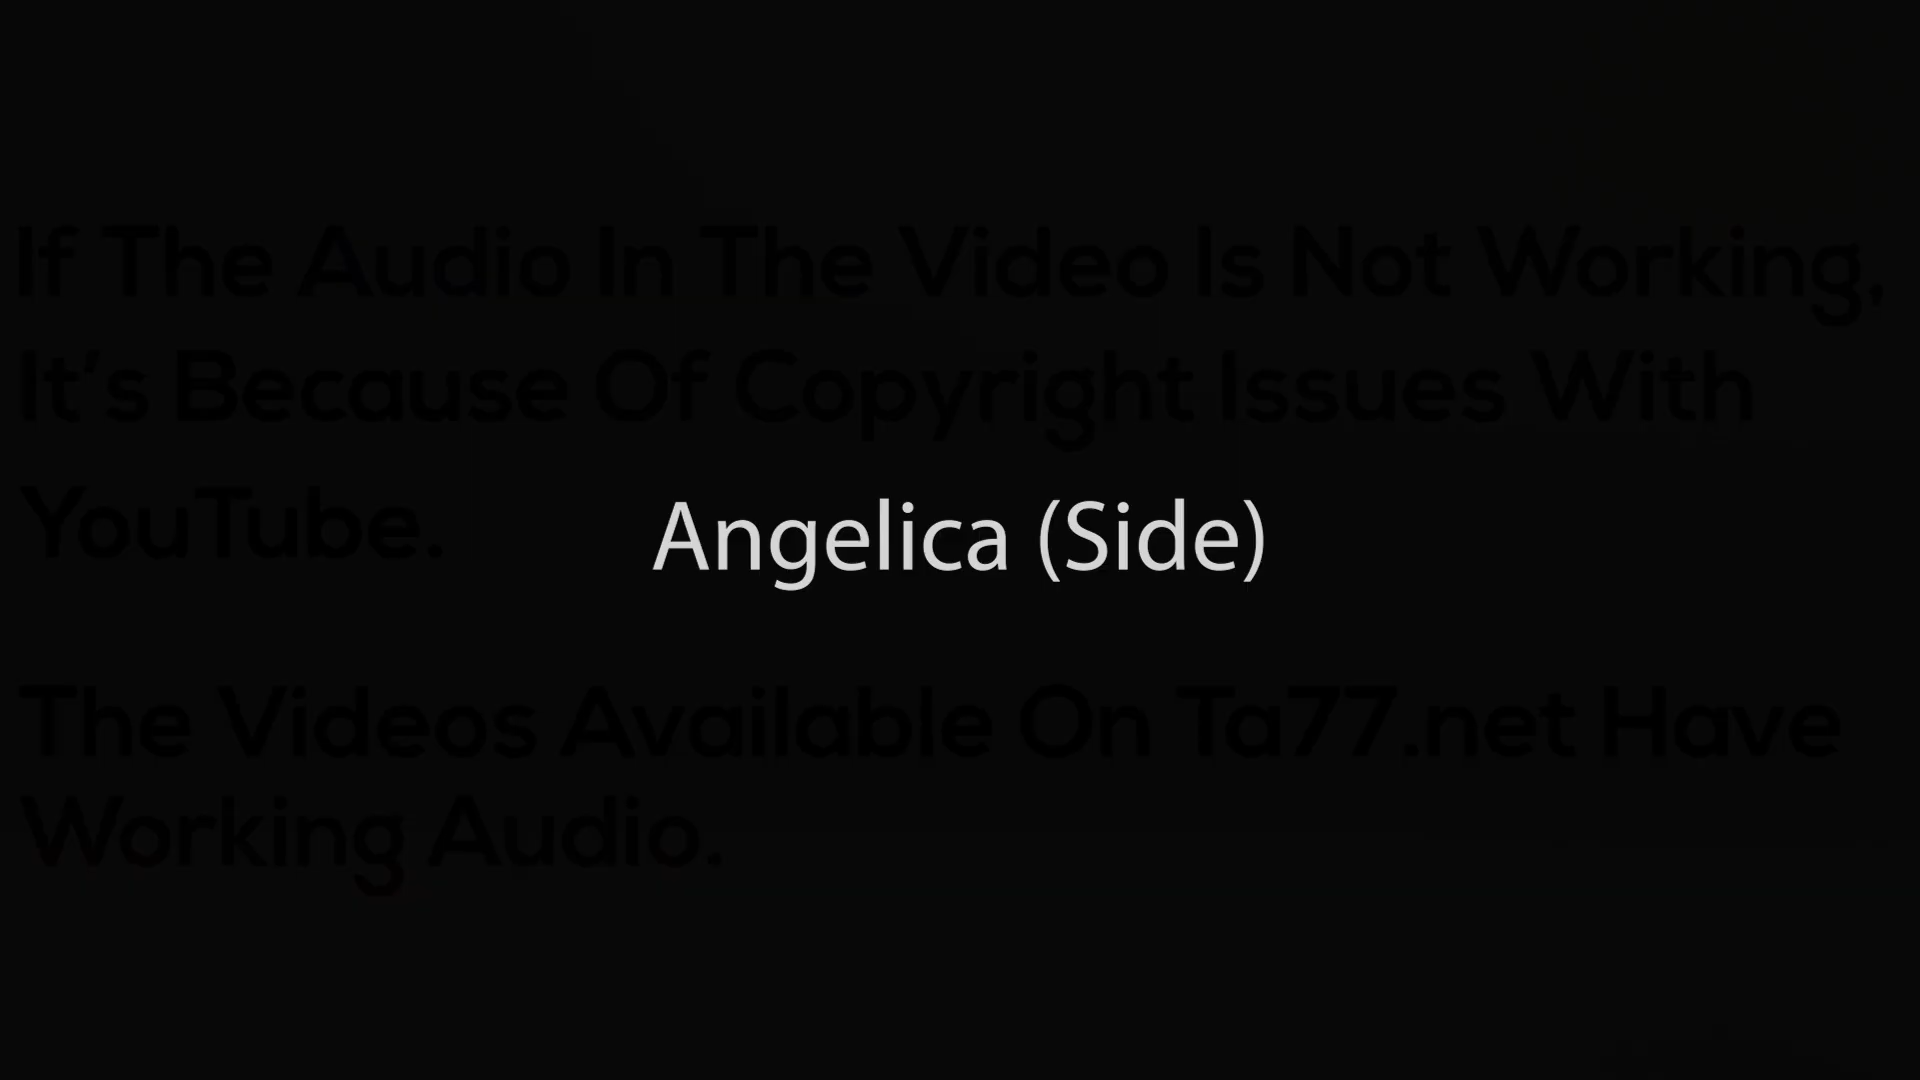 If The Audio In The Video Is Not Working,
It's Because Of Copyright Issues With
YouTube.
Angelica (Side)
The Videos Available On Ta77.net Have
Working Audio.